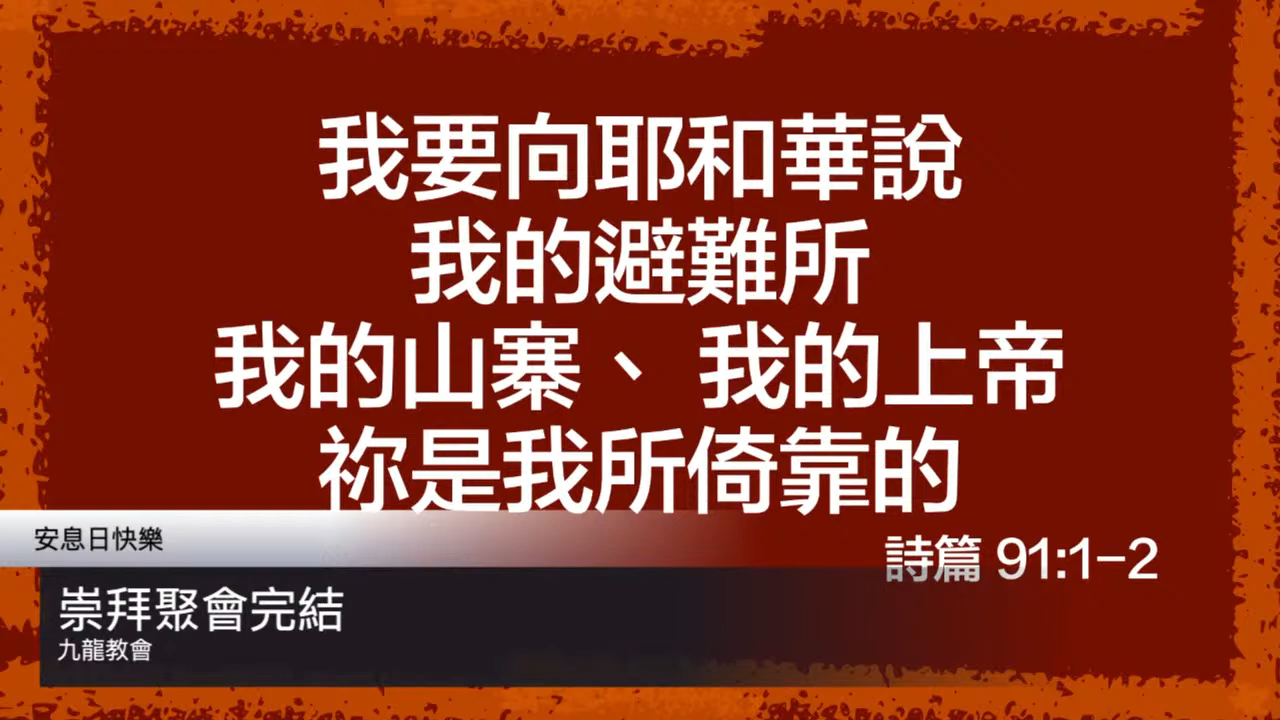 我要向耶和華說
我的避難所
我的山寨、 我的上帝
祢是我所倚靠的
詩篇 91:1-2
安息日快樂
崇拜聚會完結
九龍教會